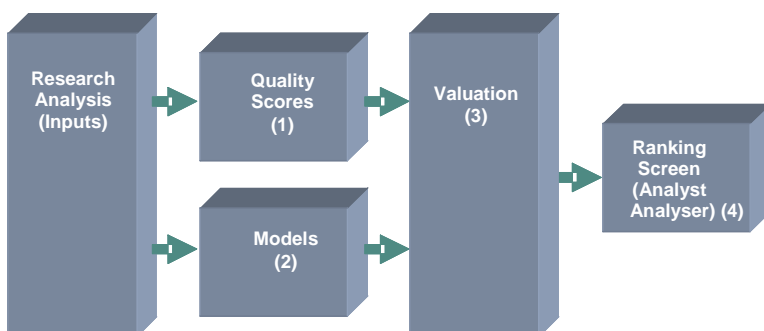 Research
Analysis
(Inputs)
Quality
Scores
(1)
Models
(2)
Valuation
(3)
Ranking
Screen
(Analyst
Analyser) (4)